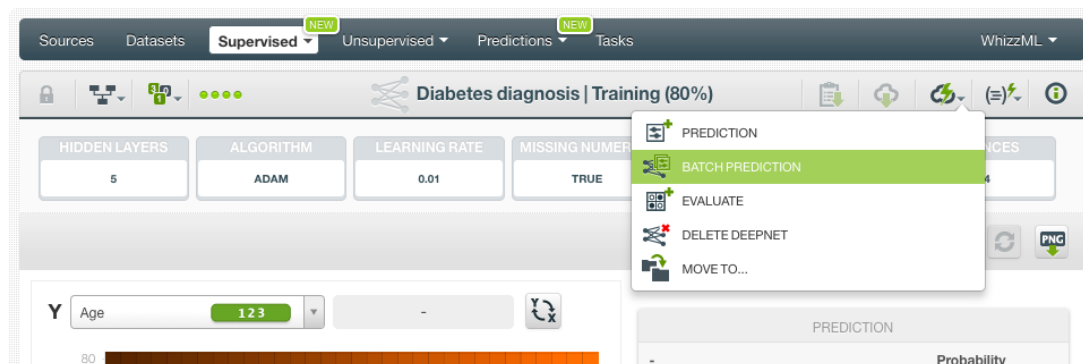 NEW NEW
Sources Datasets Supervised Unsupervised Predictions Tasks WhizzML
Diabetes diagnosis | Training (80%)
HIDDEN LAYERS ALGORITHM LEARNING RATE MISSING NUMER
5 ADAM 0.01 TRUE 4
PREDICTION
BATCH PREDICTION
EVALUATE
DELETE DEEPNET
MOVE TO...
PNG
Y Age 123 - Y X
PREDICTION
80 - Probability